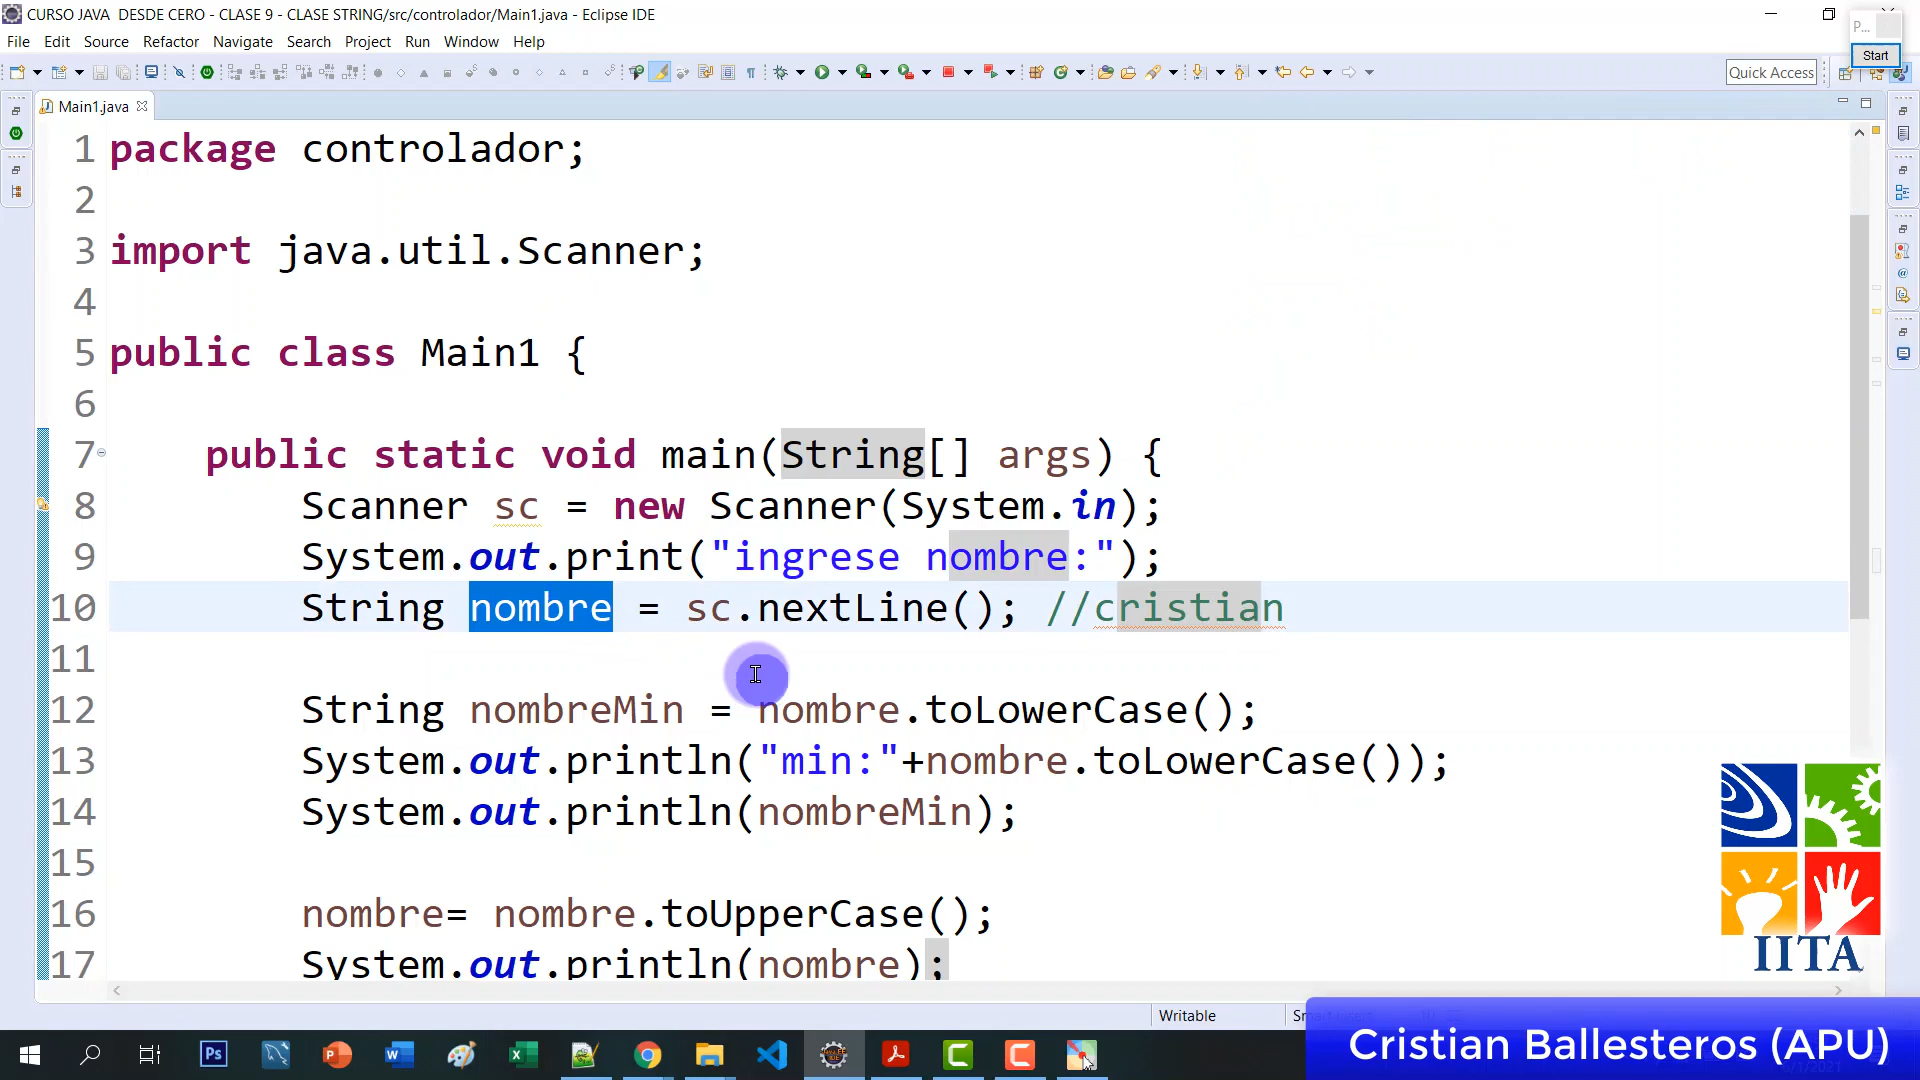 CURSO JAVA  DESDE CERO - CLASE 9 - CLASE STRING/src/controlador/Main1.java - Eclipse IDE
P...
File Edit Source Refactor Navigate Search Project Run Window Help
Start
Quick Access
Main1.java
1 package controlador;
2
3 import java.util.Scanner;
4
5 public class Main1 {
6
7 public static void main(String[] args) {
8 Scanner sc = new Scanner(System.in);
9 System.out.print("ingrese nombre:");
10 String nombre = sc.nextLine(); //cristian
11
12 String nombreMin = nombre.toLowerCase();
13 System.out.println("min:"+nombre.toLowerCase());
14 System.out.println(nombreMin);
15
16 nombre= nombre.toUpperCase();
17 System.out.println(nombre);
IITA
Writable
Cristian Ballesteros (APU)